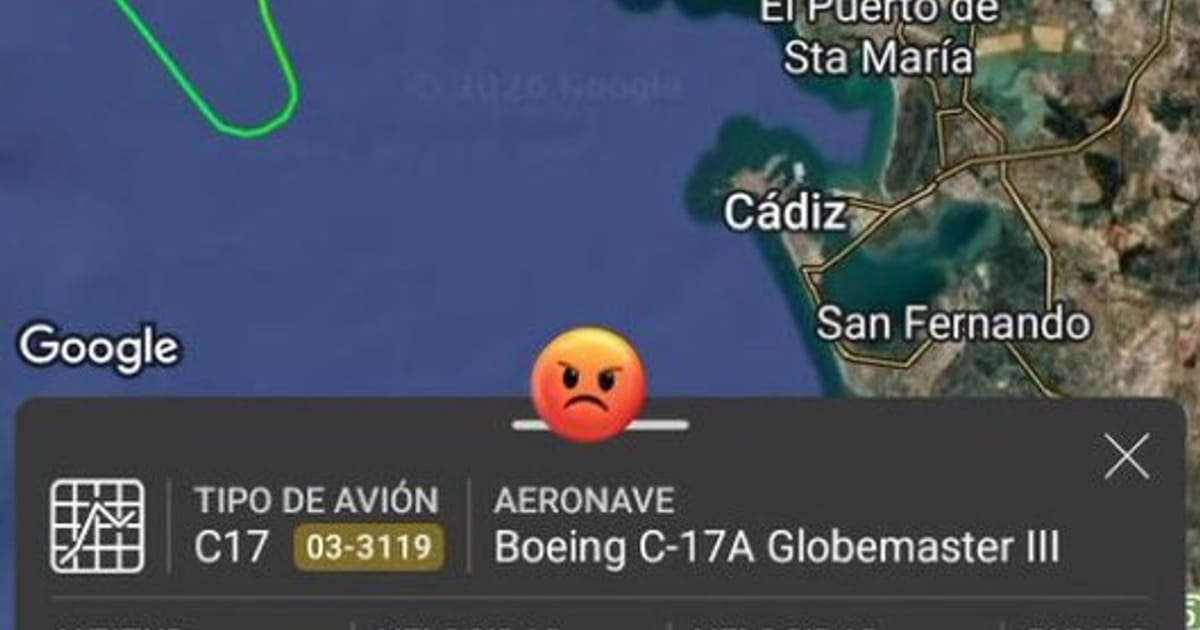 El Puerto de
Sta María
© 2026 Google
Cádiz
San Fernando
Google
TIPO DE AVIÓN
C17 03-3119
AERONAVE
Boeing C-17A Globemaster III